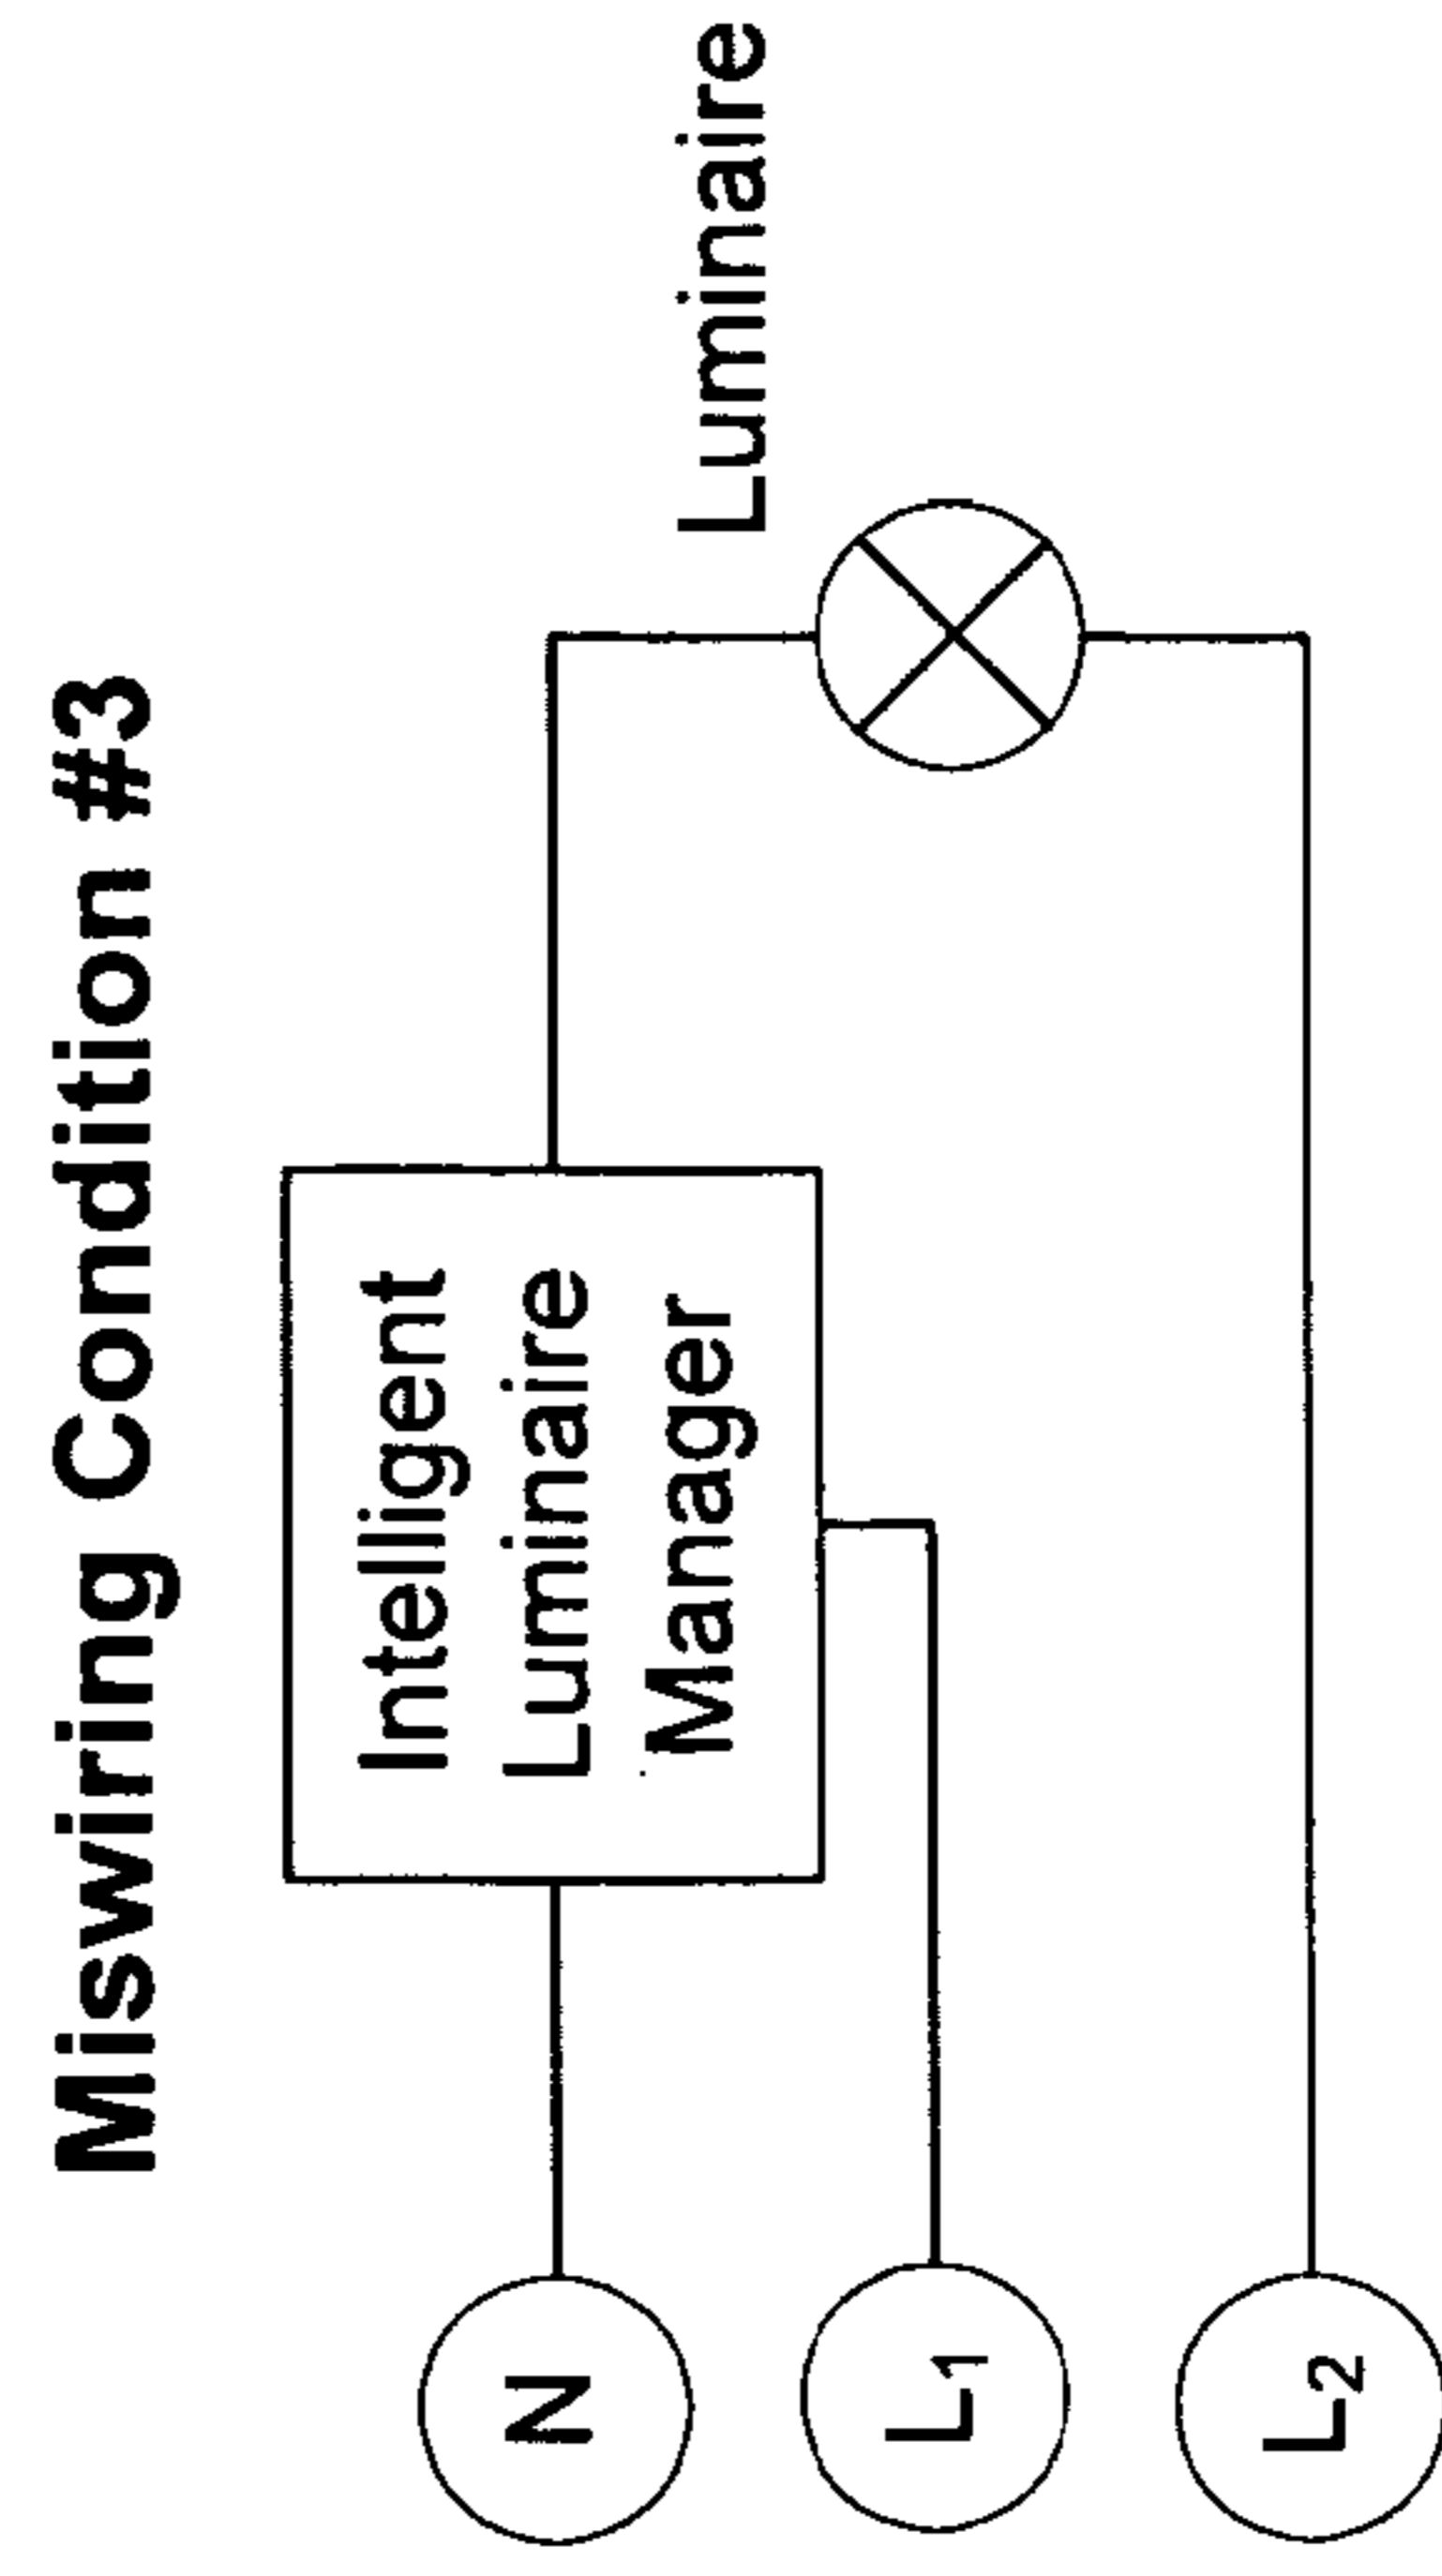 Miswiring Condition #3
Intelligent
Luminaire
Manager
Luminaire
N
L1
L2